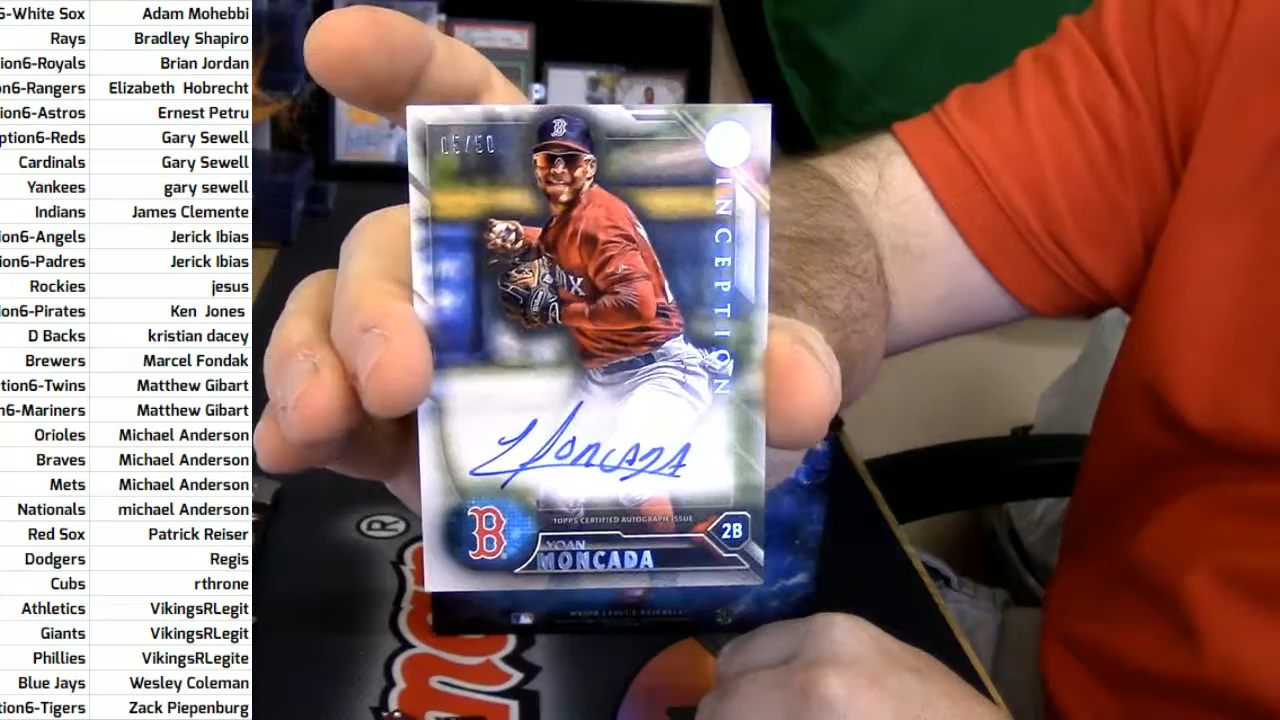 6-White Sox Adam Mohebbi
Rays Bradley Shapiro
ion6-Royals Brian Jordan
n6-Rangers Elizabeth Hobrecht
ion6-Astros Ernest Petru
ption6-Reds Gary Sewell
Cardinals Gary Sewell
Yankees gary sewell
Indians James Clemente
ion6-Angels Jerick Ibias
ion6-Padres Jerick Ibias
Rockies jesus
ion6-Pirates Ken Jones
D Backs kristian dacey
Brewers Marcel Fondak
tion6-Twins Matthew Gibart
n6-Mariners Matthew Gibart
Orioles Michael Anderson
Braves Michael Anderson
Mets Michael Anderson
Nationals michael Anderson
Red Sox Patrick Reiser
Dodgers Regis
Cubs rthrone
Athletics VikingsRLegit
Giants VikingsRLegit
Phillies VikingsRLegite
Blue Jays Wesley Coleman
ion6-Tigers Zack Piepenburg
05/50
B
INCEPTION
X
Y Moncada
TOPPS CERTIFIED AUTOGRAPH ISSUE
B
2B
YOAN
MONCADA
MAJOR LEAGUE BASEBALL
®